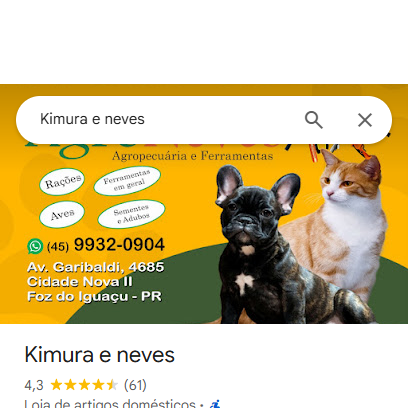 Kimura e neves
AgroNeves
Agropecuária e Ferramentas
Rações
Ferramentas
em geral
Aves
Sementes
e Adubos
(45) 9932-0904
Av. Garibaldi, 4685
Cidade Nova II
Foz do Iguaçu - PR
Kimura e neves
4,3 (61)
Loja de artigos domésticos ·